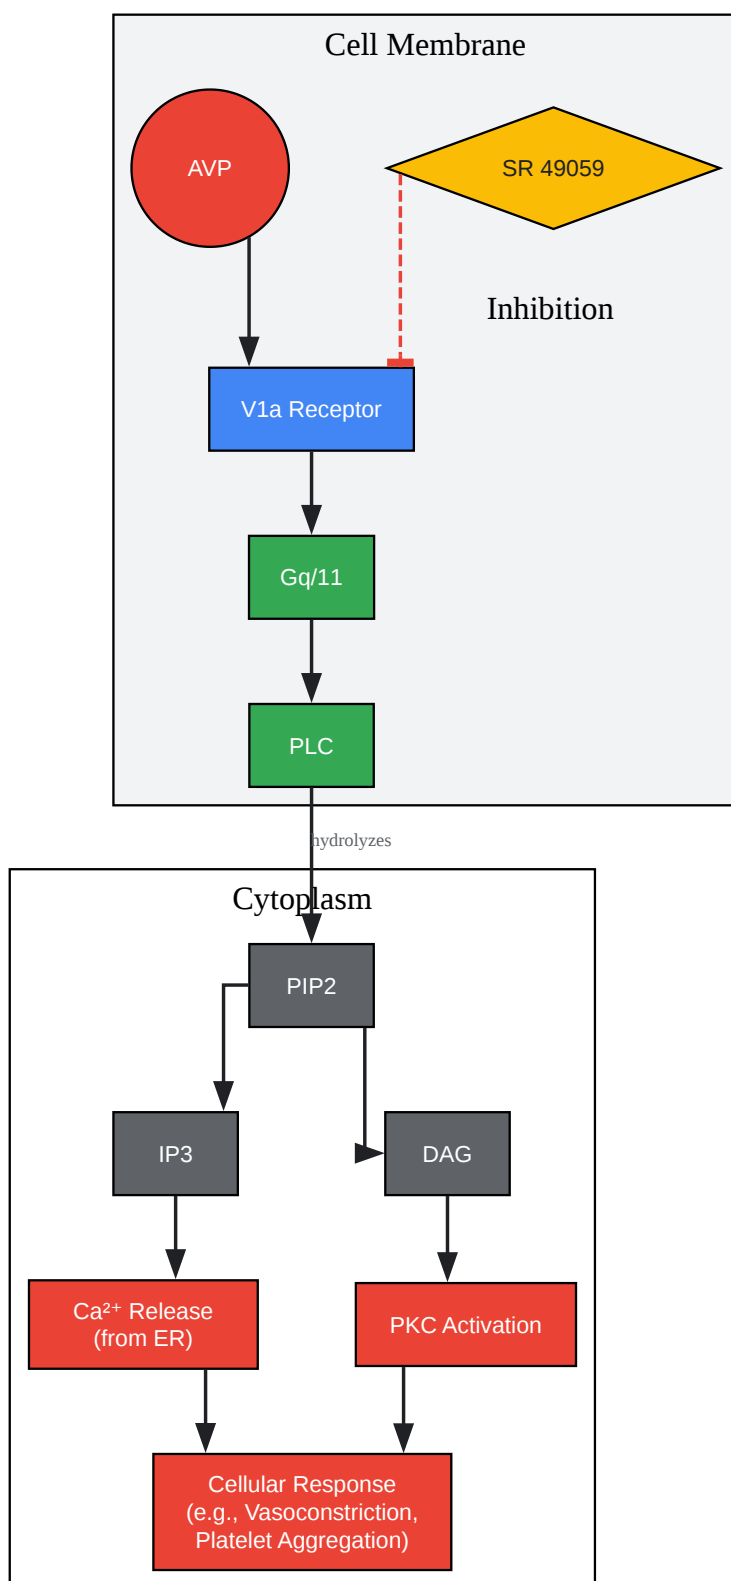 Cell Membrane
AVP
SR 49059
Inhibition
V1a Receptor
Gq/11
PLC
hydrolyzes
Cytoplasm
PIP2
IP3
DAG
Ca²⁺ Release
(from ER)
PKC Activation
Cellular Response
(e.g., Vasoconstriction,
Platelet Aggregation)